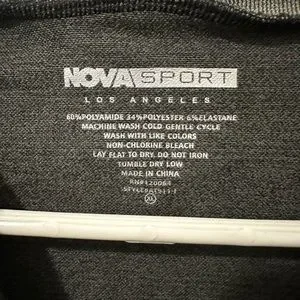 NOVA SPORT
LOS ANGELES
60%POLYAMIDE 34%POLYESTER 6%ELASTANE
MACHINE WASH COLD GENTLE CYCLE
WASH WITH LIKE COLORS
NON-CHLORINE BLEACH
LAY FLAT TO DRY. DO NOT IRON
TUMBLE DRY LOW
MADE IN CHINA
XL